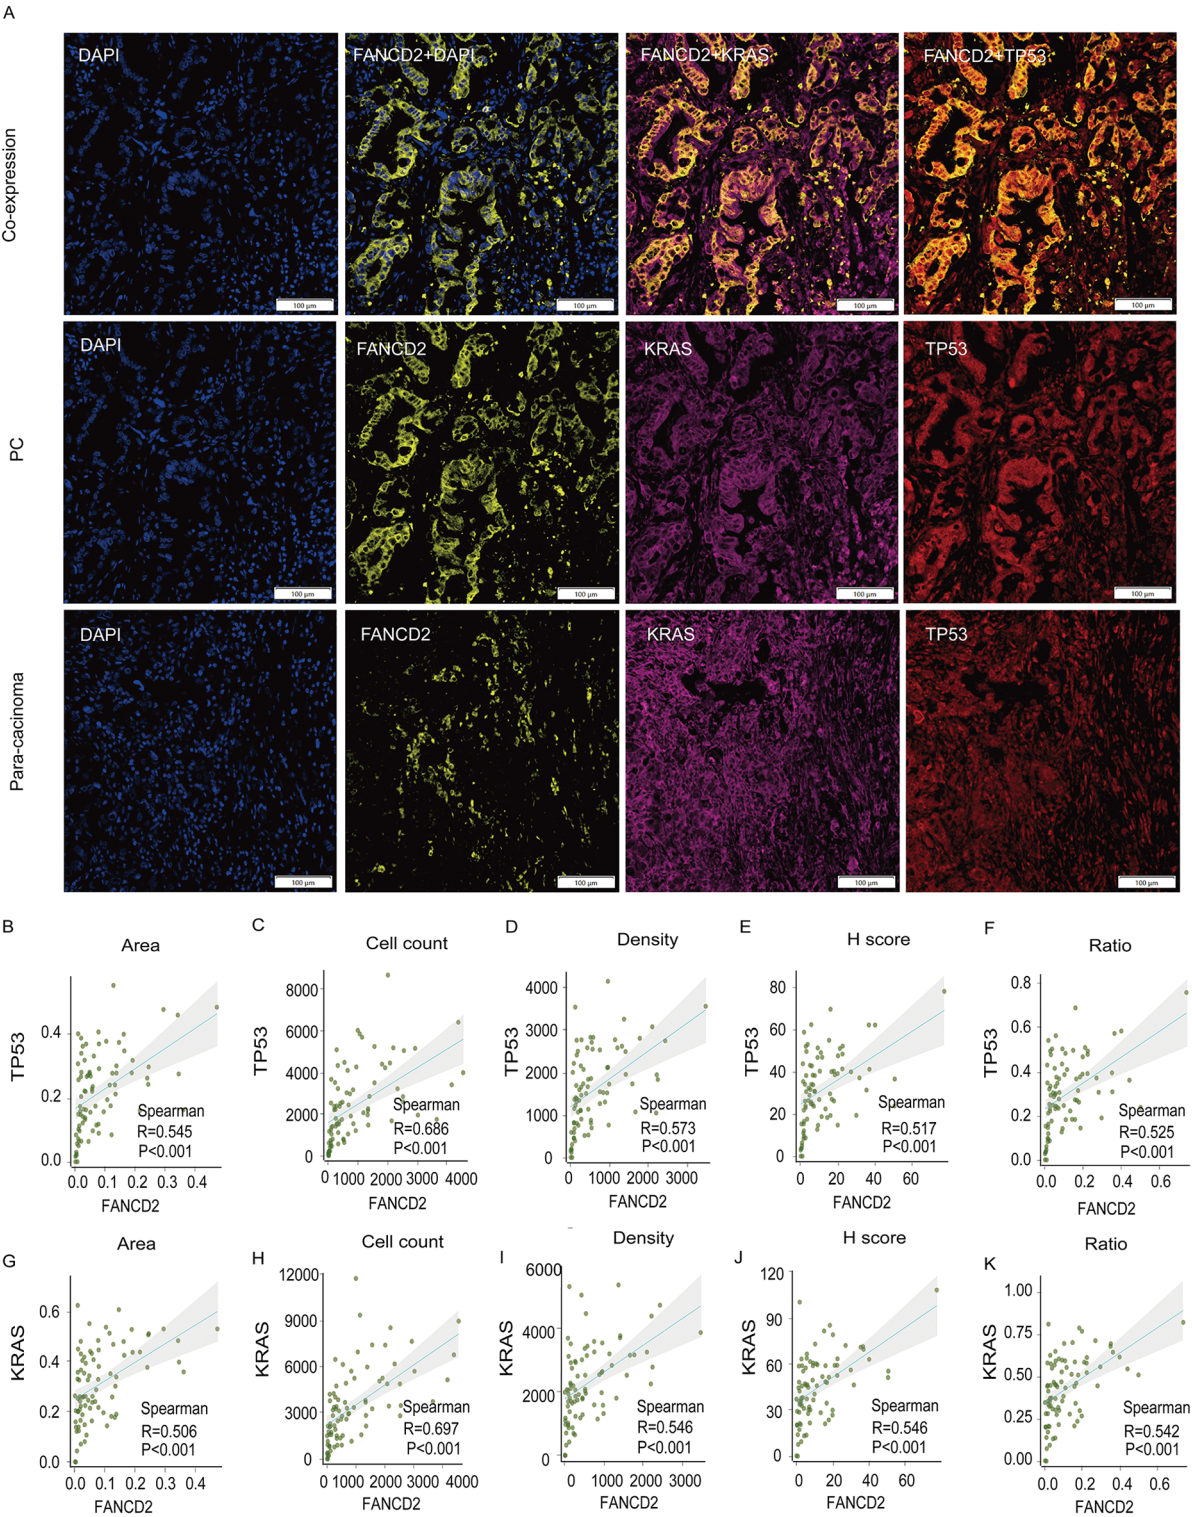 A
DAPI FANCD2+DAPI FANCD2+KRAS FANCD2+TP53
Co-expression
100 µm 100 µm 100 µm 100 µm
DAPI FANCD2 KRAS TP53
PC
100 µm 100 µm 100 µm 100 µm
DAPI FANCD2 KRAS TP53
Para-cacinoma
100 µm 100 µm 100 µm 100 µm
B
Area
TP53
0.4
0.2
0.0
Spearman
R=0.545
P<0.001
0.0 0.1 0.2 0.3 0.4
FANCD2
C
Cell count
TP53
8000
6000
4000
2000
0
Spearman
R=0.686
P<0.001
0 1000 2000 3000 4000
FANCD2
D
Density
TP53
4000
3000
2000
1000
0
Spearman
R=0.573
P<0.001
0 1000 2000 3000
FANCD2
E
H score
TP53
80
60
40
20
0
Spearman
R=0.517
P<0.001
0 20 40 60
FANCD2
F
Ratio
TP53
0.8
0.6
0.4
0.2
0.0
Spearman
R=0.525
P<0.001
0.0 0.2 0.4 0.6
FANCD2
G
Area
KRAS
0.6
0.4
0.2
0.0
Spearman
R=0.506
P<0.001
0.0 0.1 0.2 0.3 0.4
FANCD2
H
Cell count
KRAS
12000
9000
6000
3000
0
Spearman
R=0.697
P<0.001
0 1000 2000 3000 4000
FANCD2
I
Density
KRAS
6000
4000
2000
0
Spearman
R=0.546
P<0.001
0 1000 2000 3000
FANCD2
J
H score
KRAS
120
90
60
30
0
Spearman
R=0.546
P<0.001
0 20 40 60
FANCD2
K
Ratio
KRAS
1.00
0.75
0.50
0.25
0.00
Spearman
R=0.542
P<0.001
0.0 0.2 0.4 0.6
FANCD2